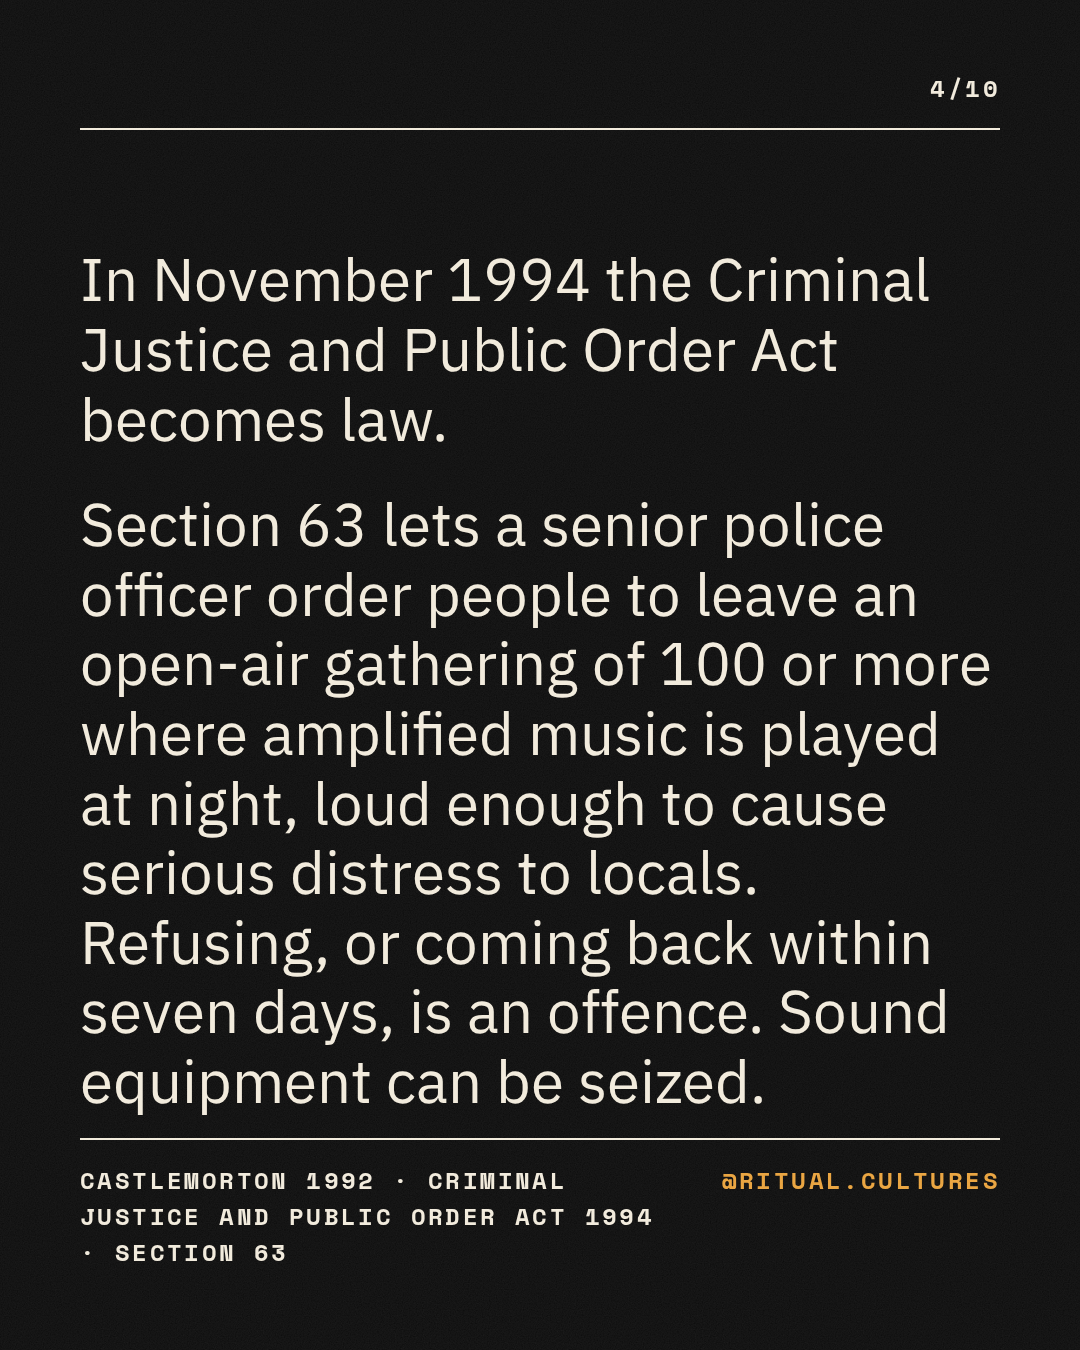 4/10
In November 1994 the Criminal
Justice and Public Order Act
becomes law.
Section 63 lets a senior police
officer order people to leave an
open-air gathering of 100 or more
where amplified music is played
at night, loud enough to cause
serious distress to locals.
Refusing, or coming back within
seven days, is an offence. Sound
equipment can be seized.
CASTLEMORTON 1992 · CRIMINAL
JUSTICE AND PUBLIC ORDER ACT 1994
· SECTION 63
@RITUAL.CULTURES